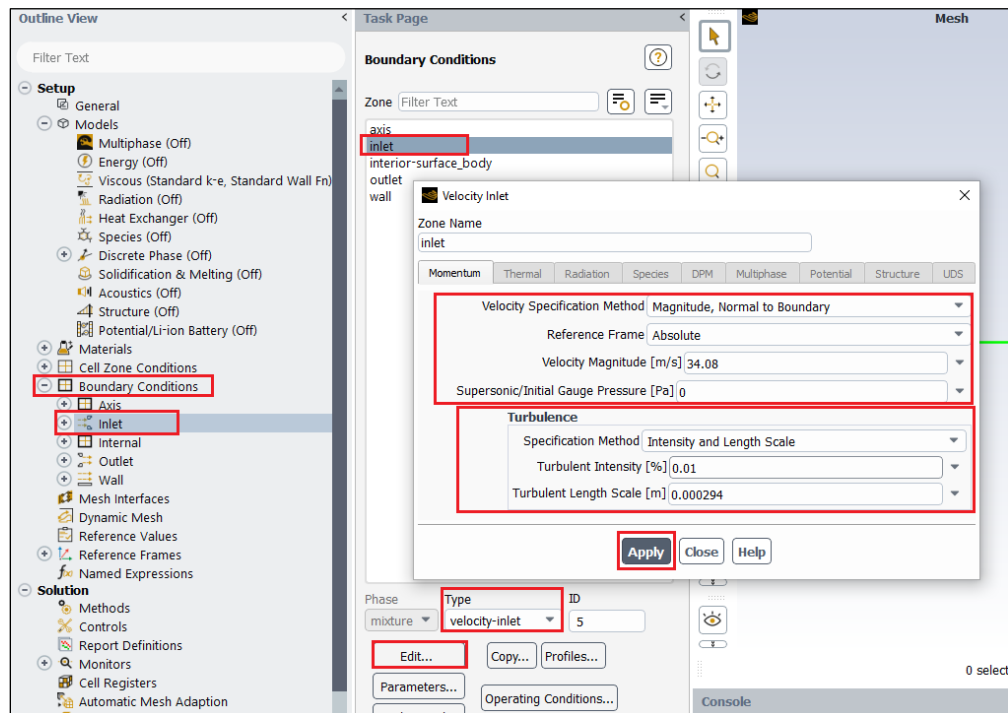 Outline View
Filter Text
Setup
General
Models
Multiphase (Off)
Energy (Off)
Viscous (Standard k-e, Standard Wall Fn)
Radiation (Off)
Heat Exchanger (Off)
Species (Off)
Discrete Phase (Off)
Solidification & Melting (Off)
Acoustics (Off)
Structure (Off)
Potential/Li-ion Battery (Off)
Materials
Cell Zone Conditions
Boundary Conditions
Axis
Inlet
Internal
Outlet
Wall
Mesh Interfaces
Dynamic Mesh
Reference Values
Reference Frames
Named Expressions
Solution
Methods
Controls
Report Definitions
Monitors
Cell Registers
Automatic Mesh Adaption
Task Page
Boundary Conditions
Zone Filter Text
axis
inlet
interior-surface_body
outlet
wall
Phase Type ID
mixture velocity-inlet 5
Edit... Copy... Profiles...
Parameters... Operating Conditions...
Mesh
Velocity Inlet
Zone Name
inlet
Momentum Thermal Radiation Species DPM Multiphase Potential Structure UDS
Velocity Specification Method Magnitude, Normal to Boundary
Reference Frame Absolute
Velocity Magnitude [m/s] 34.08
Supersonic/Initial Gauge Pressure [Pa] 0
Turbulence
Specification Method Intensity and Length Scale
Turbulent Intensity [%] 0.01
Turbulent Length Scale [m] 0.000294
Apply Close Help
0 select
Console